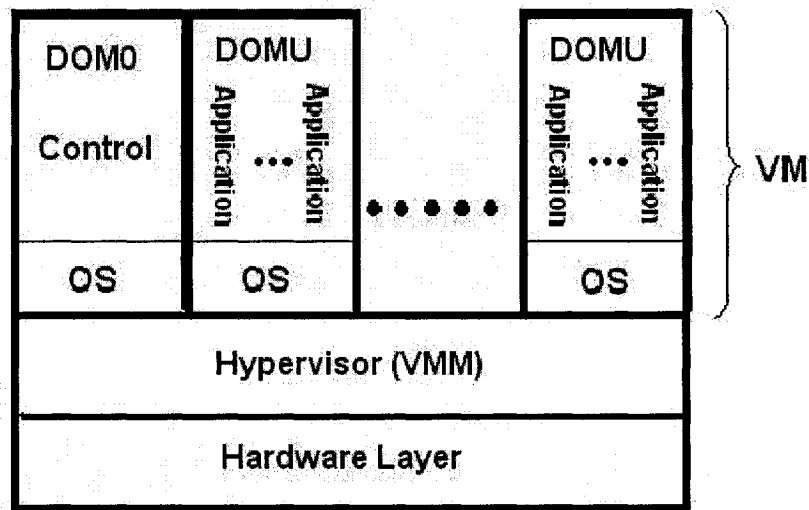 DOM0
Control
OS
DOMU
Application
...
Application
OS
.....
DOMU
Application
...
Application
OS
VM
Hypervisor (VMM)
Hardware Layer